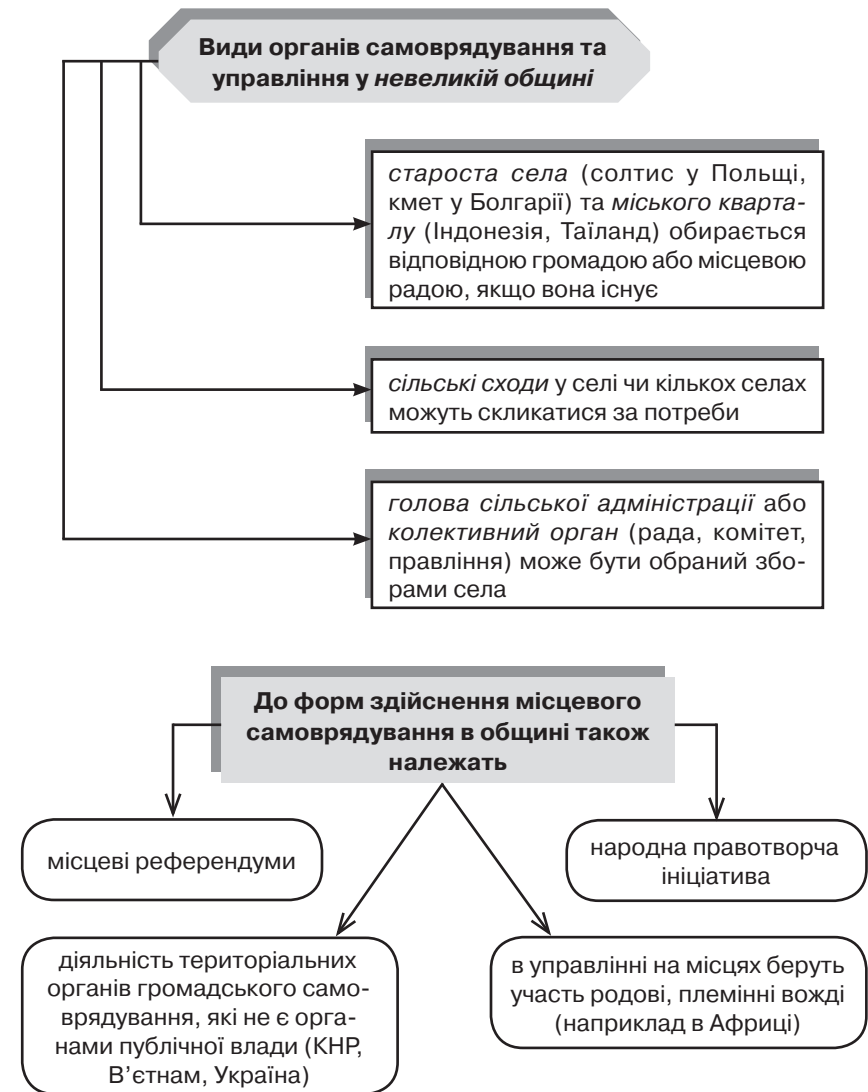 Види органів самоврядування та
управління у невеликій общині
староста села (солтис у Польщі,
кмет у Болгарії) та міського кварта-
лу (Індонезія, Таїланд) обирається
відповідною громадою або місцевою
радою, якщо вона існує
сільські сходи у селі чи кількох селах
можуть скликатися за потреби
голова сільської адміністрації або
колективний орган (рада, комітет,
правління) може бути обраний збо-
рами села
До форм здійснення місцевого
самоврядування в общині також
належать
місцеві референдуми
народна правотворча
ініціатива
діяльність територіальних
органів громадського само-
врядування, які не є орга-
нами публічної влади (КНР,
В’єтнам, Україна)
в управлінні на місцях беруть
участь родові, племінні вожді
(наприклад в Африці)